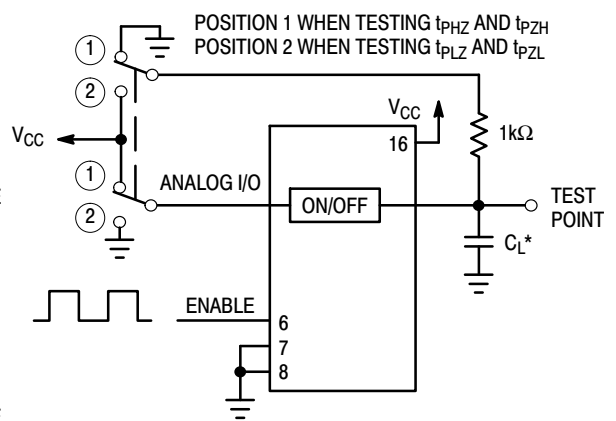 POSITION 1 WHEN TESTING tPHZ AND tPZH
POSITION 2 WHEN TESTING tPLZ AND tPZL
1
2
VCC
VCC
16
1kΩ
1
2
ANALOG I/O
ON/OFF
TEST
POINT
CL*
ENABLE
6
7
8